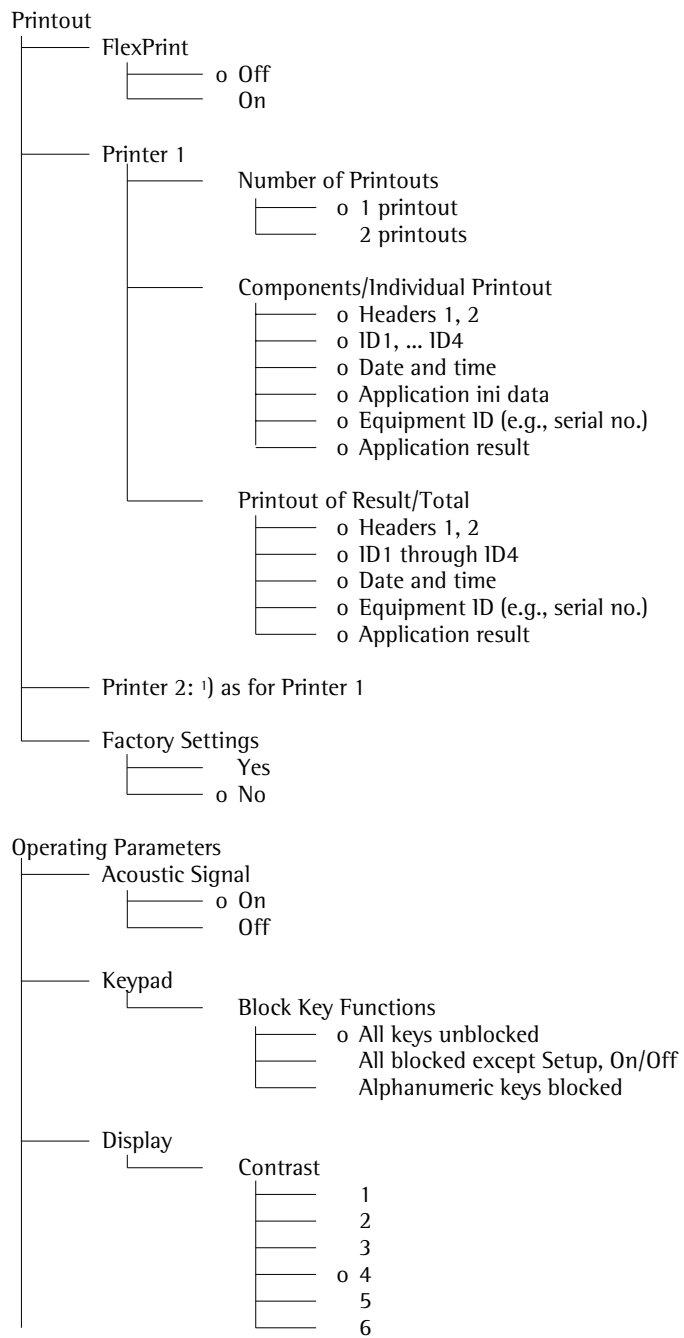 Printout
FlexPrint
o Off
On
Printer 1
Number of Printouts
o 1 printout
2 printouts
Components/Individual Printout
o Headers 1, 2
o ID1, ... ID4
o Date and time
o Application ini data
o Equipment ID (e.g., serial no.)
o Application result
Printout of Result/Total
o Headers 1, 2
o ID1 through ID4
o Date and time
o Equipment ID (e.g., serial no.)
o Application result
Printer 2: ¹) as for Printer 1
Factory Settings
Yes
o No
Operating Parameters
Acoustic Signal
o On
Off
Keypad
Block Key Functions
o All keys unblocked
All blocked except Setup, On/Off
Alphanumeric keys blocked
Display
Contrast
1
2
3
o 4
5
6